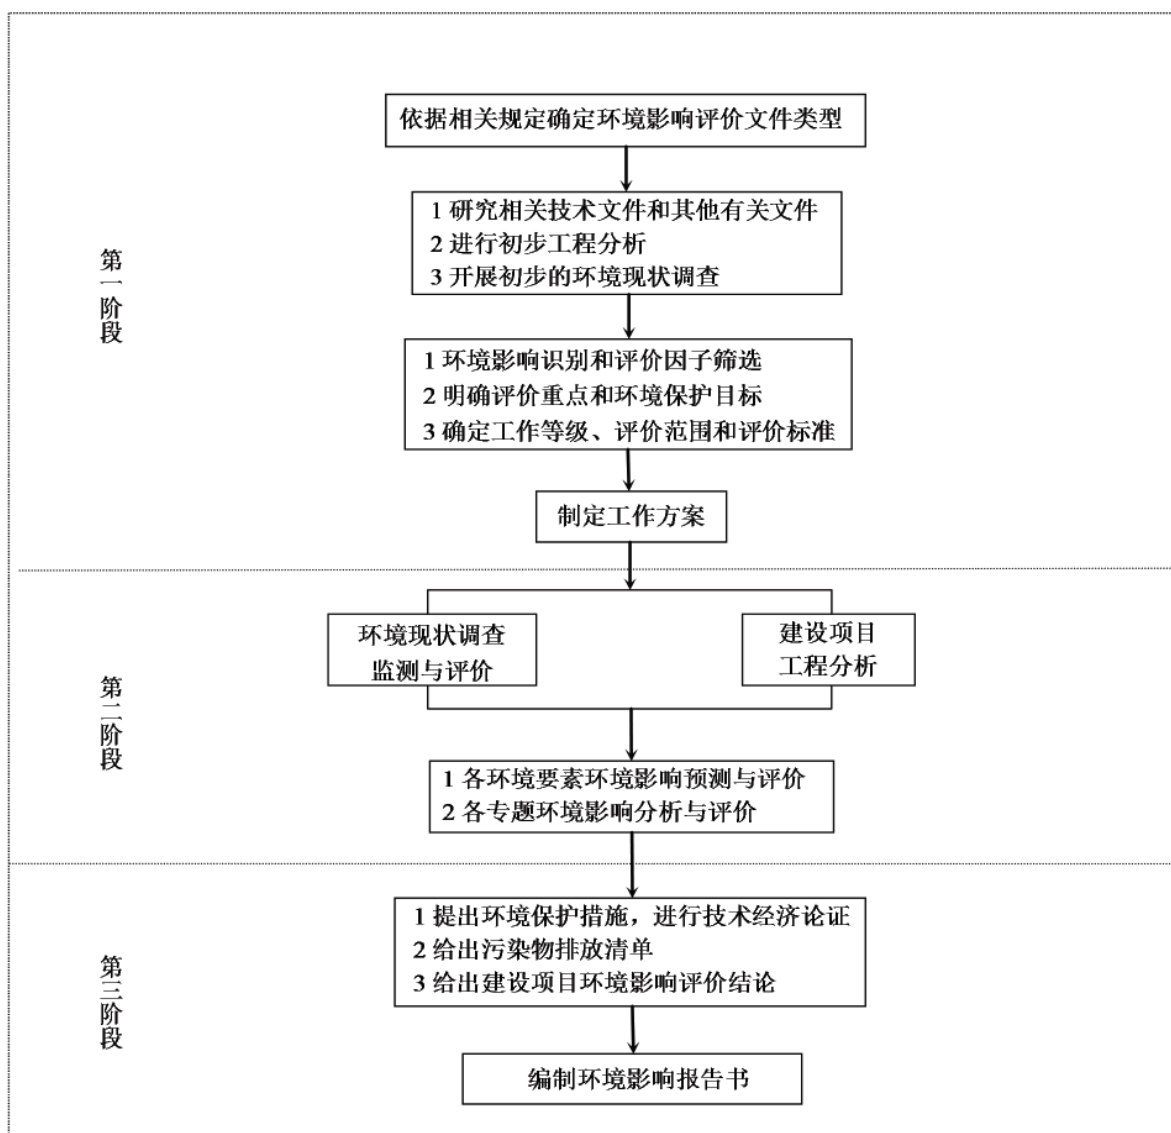 依据相关规定确定环境影响评价文件类型
1 研究相关技术文件和其他有关文件
2 进行初步工程分析
3 开展初步的环境现状调查
第一阶段
1 环境影响识别和评价因子筛选
2 明确评价重点和环境保护目标
3 确定工作等级、评价范围和评价标准
制定工作方案
环境现状调查
监测与评价
建设项目
工程分析
第二阶段
1 各环境要素环境影响预测与评价
2 各专题环境影响分析与评价
1 提出环境保护措施，进行技术经济论证
2 给出污染物排放清单
3 给出建设项目环境影响评价结论
第三阶段
编制环境影响报告书